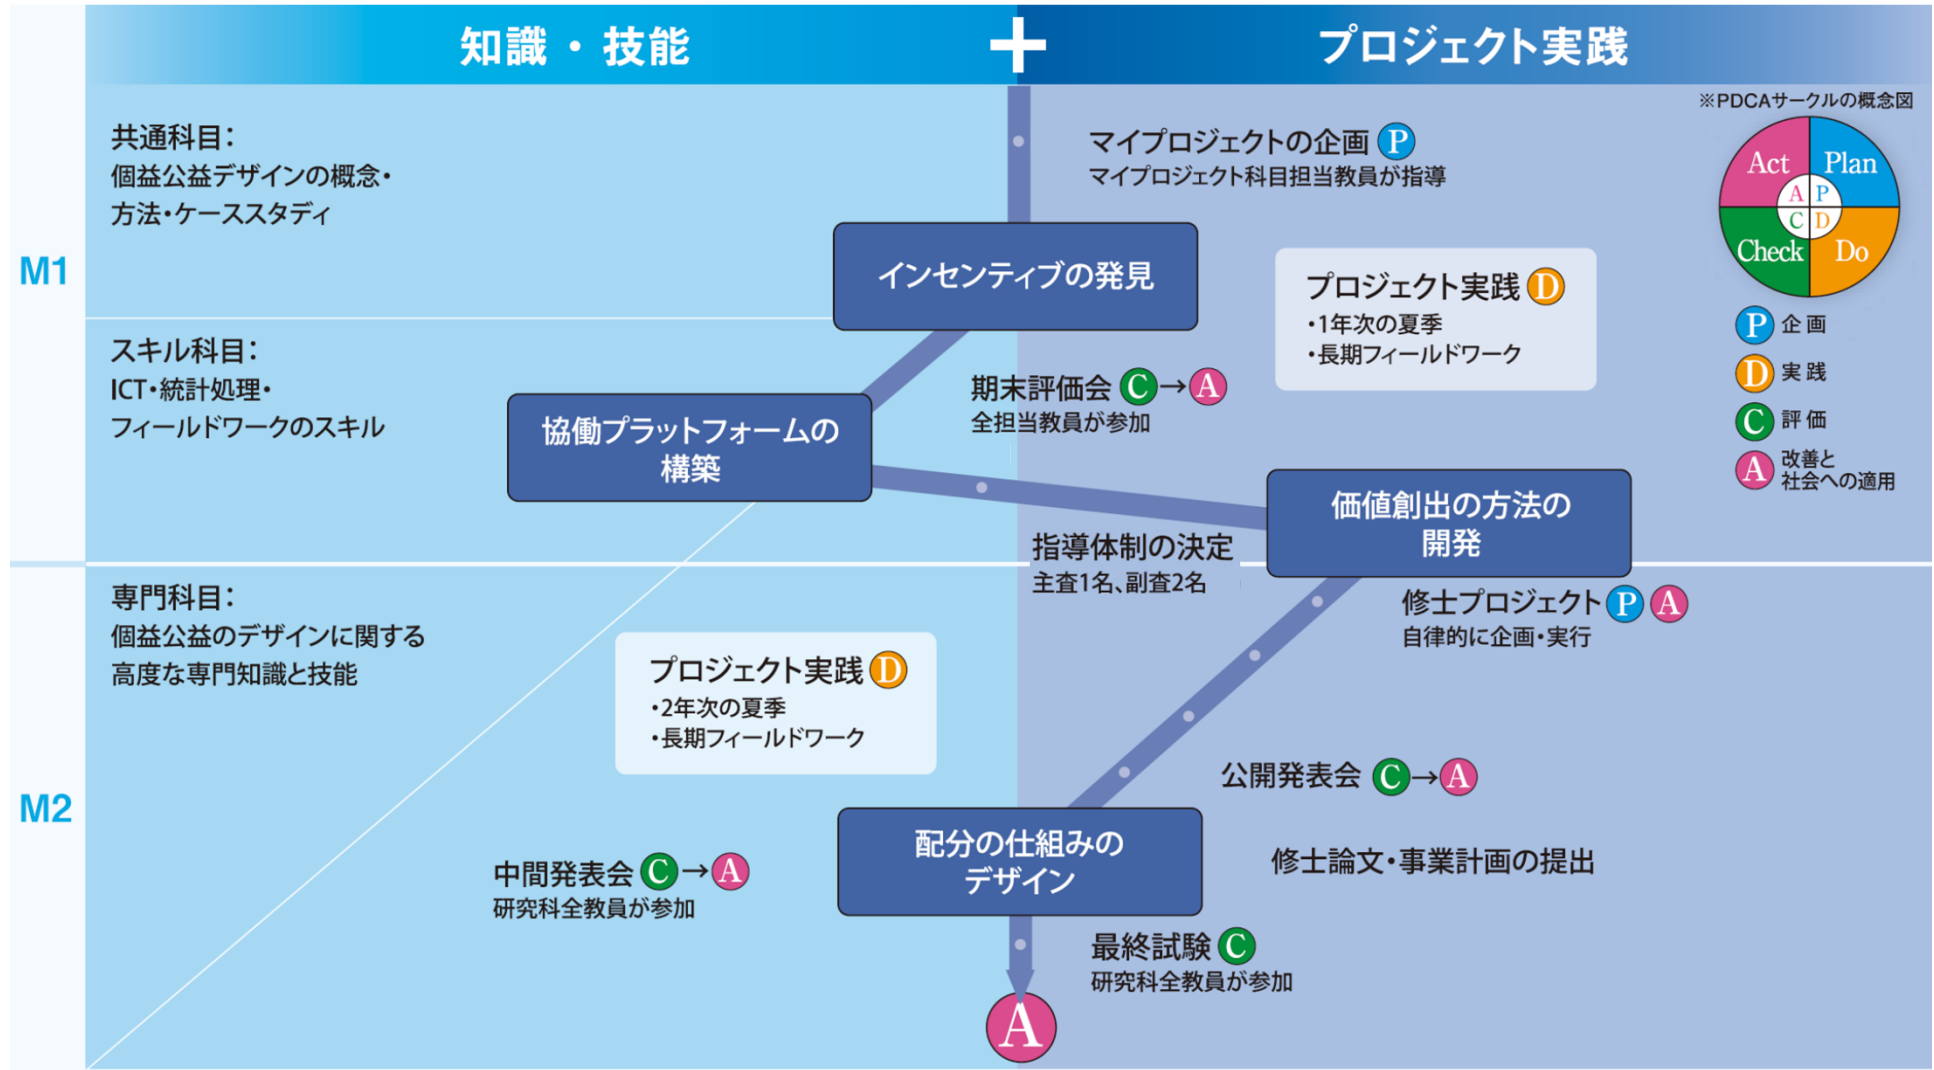 知識・技能
+
プロジェクト実践
M1
共通科目：
個益公益デザインの概念・
方法・ケーススタディ
マイプロジェクトの企画 P
マイプロジェクト科目担当教員が指導
※PDCAサークルの概念図
Act
Plan
A
P
C
D
Check
Do
インセンティブの発見
プロジェクト実践 D
・1年次の夏季
・長期フィールドワーク
P 企画
D 実践
C 評価
A 改善と
社会への適用
スキル科目：
ICT・統計処理・
フィールドワークのスキル
期末評価会 C→A
全担当教員が参加
協働プラットフォームの
構築
価値創出の方法の
開発
指導体制の決定
主査1名、副査2名
M2
専門科目：
個益公益のデザインに関する
高度な専門知識と技能
修士プロジェクト P A
自律的に企画・実行
プロジェクト実践 D
・2年次の夏季
・長期フィールドワーク
公開発表会 C→A
配分の仕組みの
デザイン
修士論文・事業計画の提出
中間発表会 C→A
研究科全教員が参加
最終試験 C
研究科全教員が参加
A